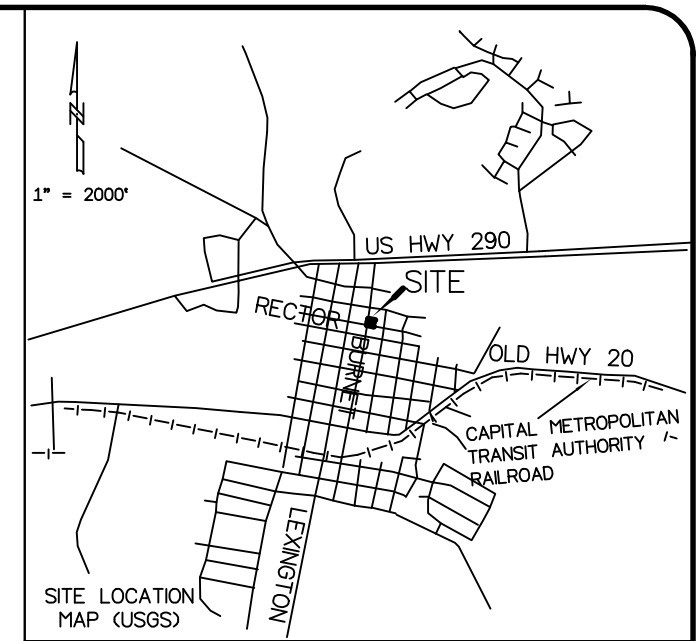 N
1" = 2000'
US HWY 290
SITE
RECTOR
BURNET
OLD HWY 20
CAPITAL METROPOLITAN
TRANSIT AUTHORITY
RAILROAD
LEXINGTON
SITE LOCATION
MAP (USGS)